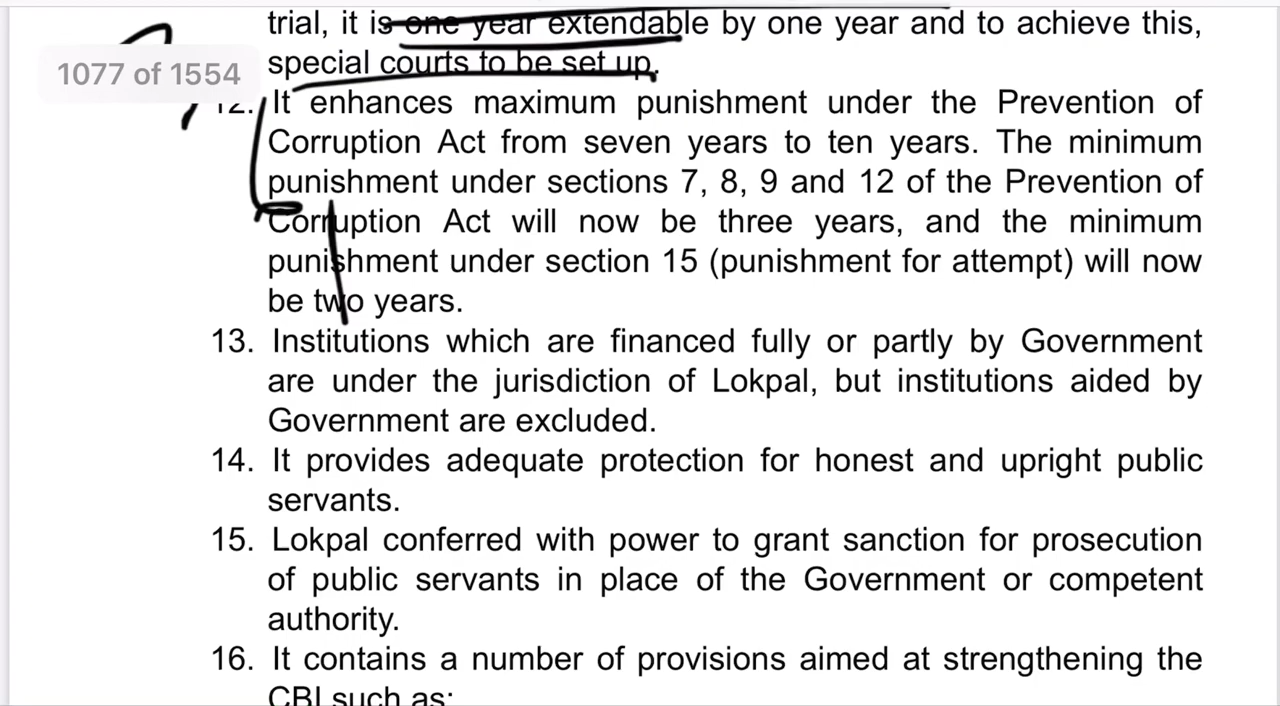 trial, it is one year extendable by one year and to achieve this,
1077 of 1554
special courts to be set up.
12. It enhances maximum punishment under the Prevention of
Corruption Act from seven years to ten years. The minimum
punishment under sections 7, 8, 9 and 12 of the Prevention of
Corruption Act will now be three years, and the minimum
punishment under section 15 (punishment for attempt) will now
be two years.
13. Institutions which are financed fully or partly by Government
are under the jurisdiction of Lokpal, but institutions aided by
Government are excluded.
14. It provides adequate protection for honest and upright public
servants.
15. Lokpal conferred with power to grant sanction for prosecution
of public servants in place of the Government or competent
authority.
16. It contains a number of provisions aimed at strengthening the
CBI such as: